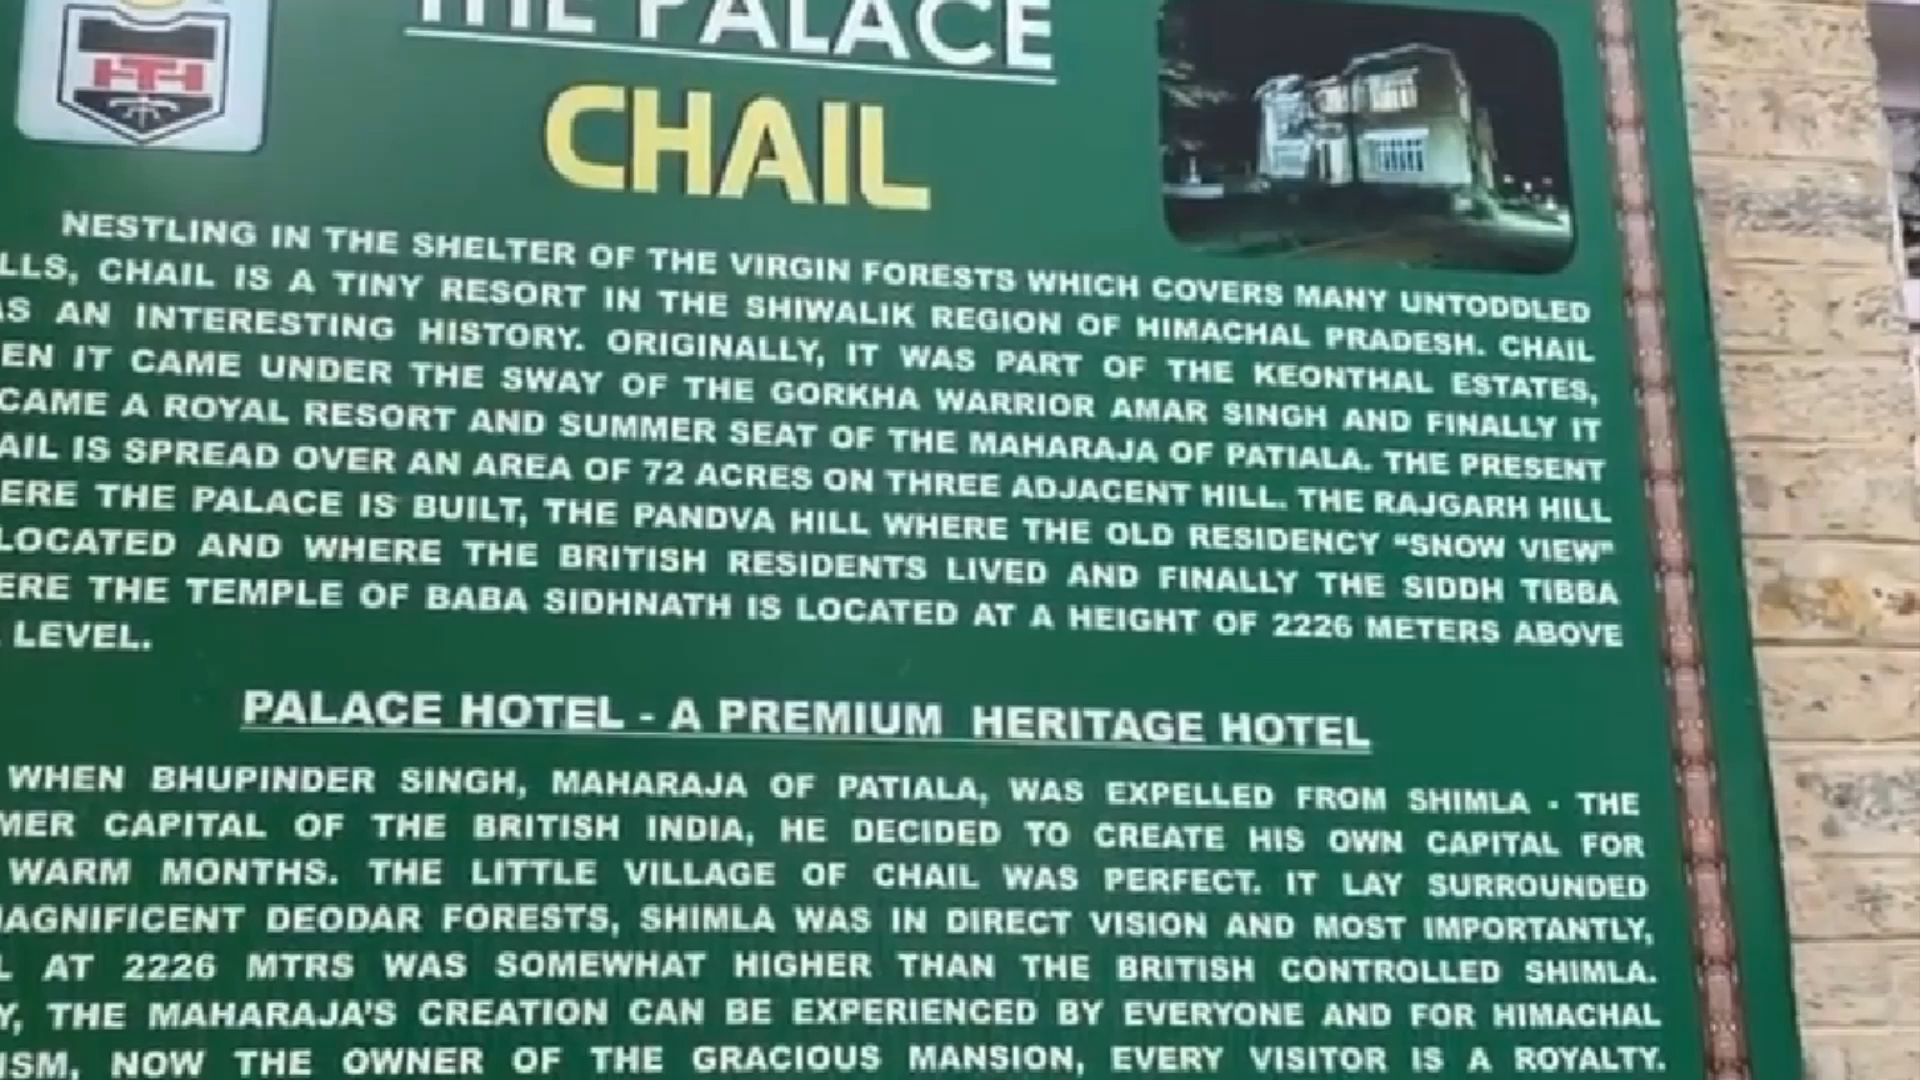 THE PALACE
CHAIL
NESTLING IN THE SHELTER OF THE VIRGIN FORESTS WHICH COVERS MANY UNTODDLED
LLS, CHAIL IS A TINY RESORT IN THE SHIWALIK REGION OF HIMACHAL PRADESH. CHAIL
AS AN INTERESTING HISTORY. ORIGINALLY, IT WAS PART OF THE KEONTHAL ESTATES,
EN IT CAME UNDER THE SWAY OF THE GORKHA WARRIOR AMAR SINGH AND FINALLY IT
CAME A ROYAL RESORT AND SUMMER SEAT OF THE MAHARAJA OF PATIALA. THE PRESENT
AIL IS SPREAD OVER AN AREA OF 72 ACRES ON THREE ADJACENT HILL. THE RAJGARH HILL
ERE THE PALACE IS BUILT, THE PANDVA HILL WHERE THE OLD RESIDENCY "SNOW VIEW"
LOCATED AND WHERE THE BRITISH RESIDENTS LIVED AND FINALLY THE SIDDH TIBBA
ERE THE TEMPLE OF BABA SIDHNATH IS LOCATED AT A HEIGHT OF 2226 METERS ABOVE
LEVEL.
PALACE HOTEL - A PREMIUM HERITAGE HOTEL
WHEN BHUPINDER SINGH, MAHARAJA OF PATIALA, WAS EXPELLED FROM SHIMLA - THE
MER CAPITAL OF THE BRITISH INDIA, HE DECIDED TO CREATE HIS OWN CAPITAL FOR
WARM MONTHS. THE LITTLE VILLAGE OF CHAIL WAS PERFECT. IT LAY SURROUNDED
MAGNIFICENT DEODAR FORESTS, SHIMLA WAS IN DIRECT VISION AND MOST IMPORTANTLY,
L AT 2226 MTRS WAS SOMEWHAT HIGHER THAN THE BRITISH CONTROLLED SHIMLA.
Y, THE MAHARAJA'S CREATION CAN BE EXPERIENCED BY EVERYONE AND FOR HIMACHAL
ISM, NOW THE OWNER OF THE GRACIOUS MANSION, EVERY VISITOR IS A ROYALTY.